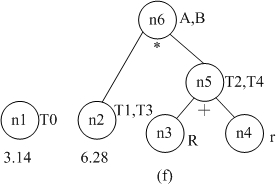 n6 A,B
*
n5 T2,T4
+
n1 T0
n2 T1,T3
n3 R
n4 r
3.14
6.28
(f)